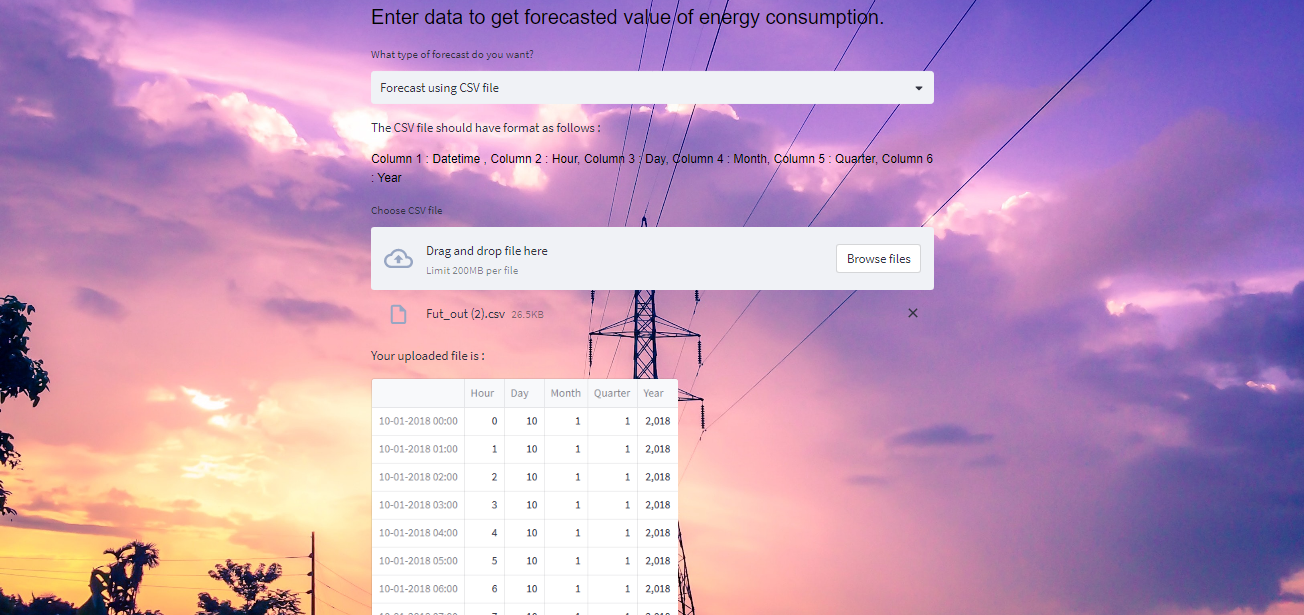 Enter data to get forecasted value of energy consumption.
What type of forecast do you want?
Forecast using CSV file
The CSV file should have format as follows :
Column 1 : Datetime , Column 2 : Hour, Column 3 : Day, Column 4 : Month, Column 5 : Quarter, Column 6
: Year
Choose CSV file
Drag and drop file here
Limit 200MB per file
Browse files
Fut_out (2).csv 26.5KB
Your uploaded file is :
Hour Day Month Quarter Year
10-01-2018 00:00 0 10 1 1 2,018
10-01-2018 01:00 1 10 1 1 2,018
10-01-2018 02:00 2 10 1 1 2,018
10-01-2018 03:00 3 10 1 1 2,018
10-01-2018 04:00 4 10 1 1 2,018
10-01-2018 05:00 5 10 1 1 2,018
10-01-2018 06:00 6 10 1 1 2,018